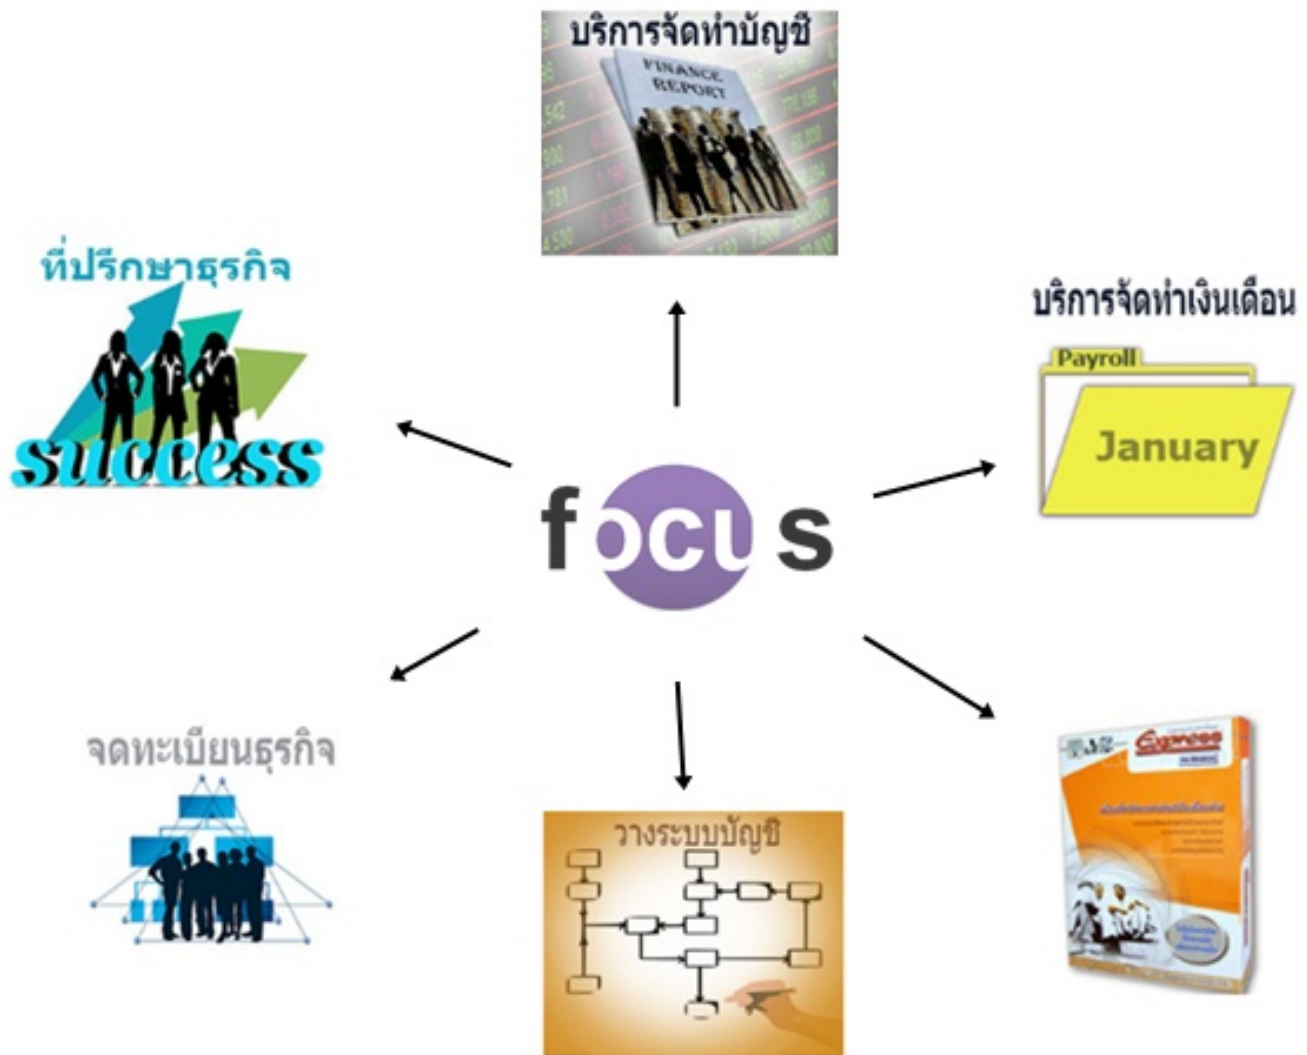 บริการจัดทำบัญชี
FINANCE
REPORT
ที่ปรึกษาธุรกิจ
success
บริการจัดทำเงินเดือน
Payroll
January
focus
จดทะเบียนธุรกิจ
วางระบบบัญชี
Express